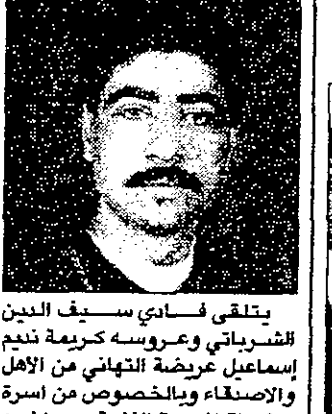 يتلقى فادي سيف الدين
الشرباتي وعروسه كريمة نديم
إسماعيل عريضة التهاني من الأهل
والاصدقاء وبالخصوص من أسرة